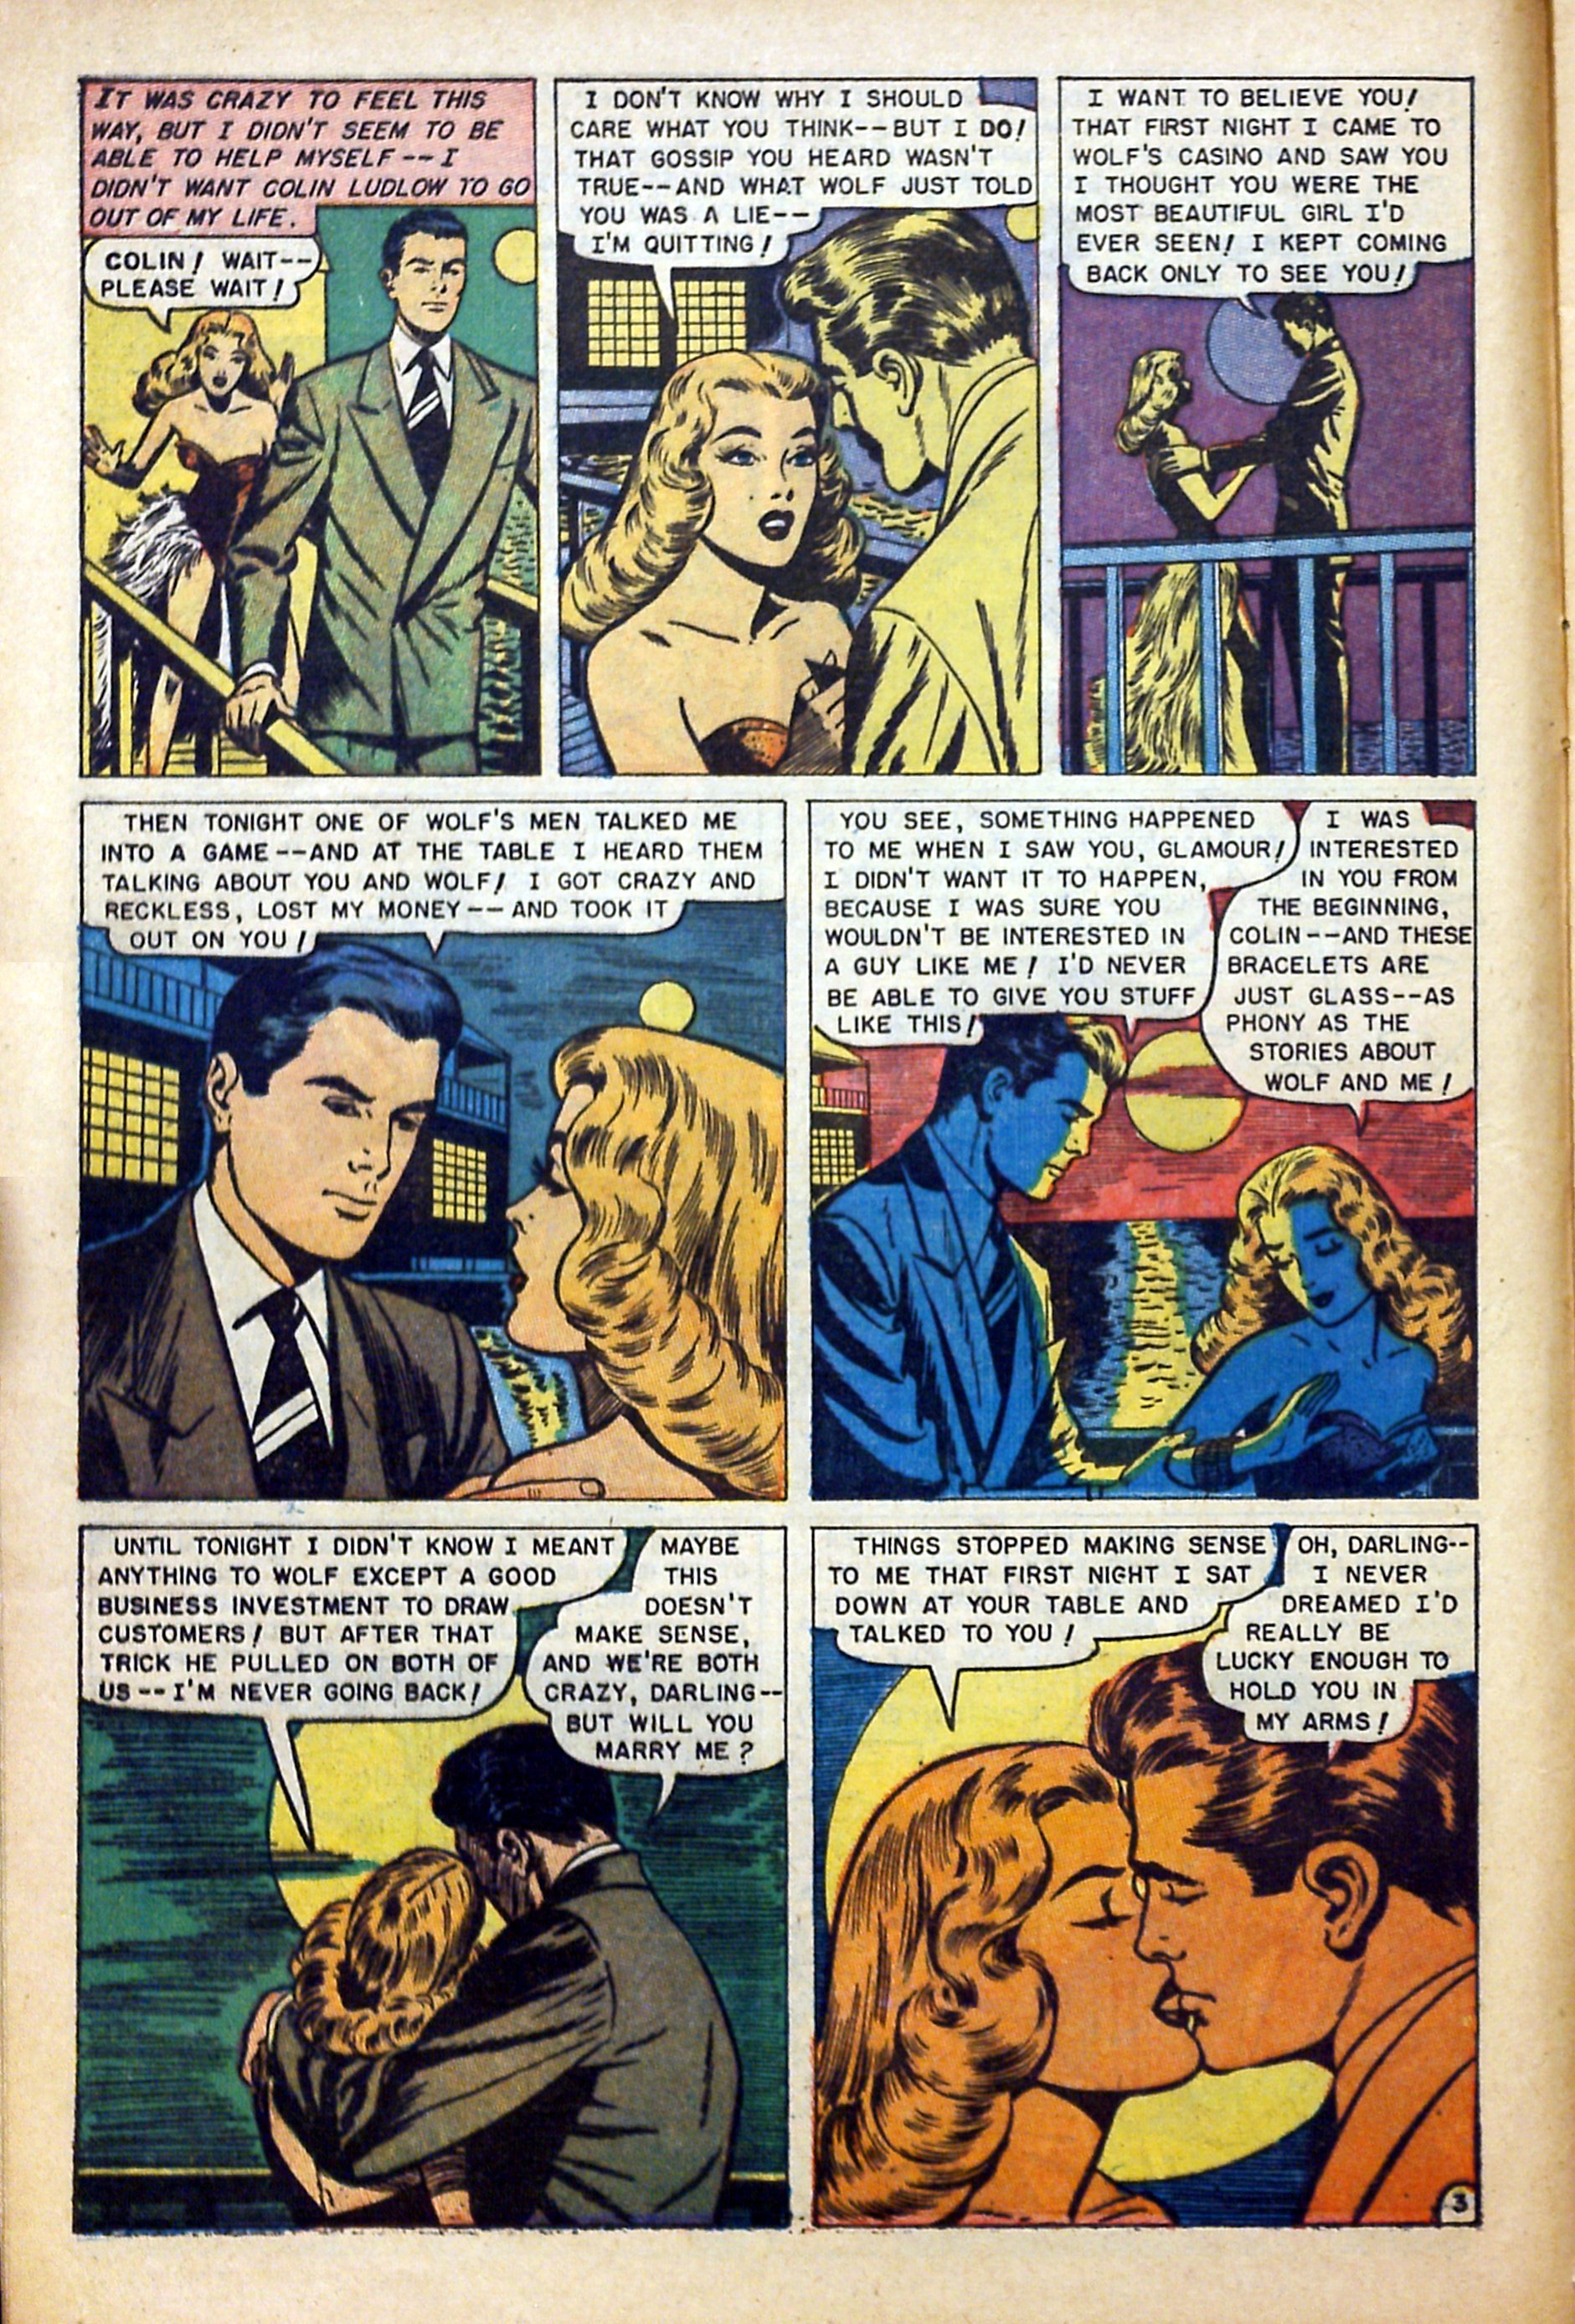 IT WAS CRAZY TO FEEL THIS
WAY, BUT I DIDN'T SEEM TO BE
ABLE TO HELP MYSELF--I
DIDN'T WANT COLIN LUDLOW TO GO
OUT OF MY LIFE.
COLIN! WAIT--
PLEASE WAIT!
I DON'T KNOW WHY I SHOULD
CARE WHAT YOU THINK--BUT I DO!
THAT GOSSIP YOU HEARD WASN'T
TRUE--AND WHAT WOLF JUST TOLD
YOU WAS A LIE--
I'M QUITTING!
I WANT TO BELIEVE YOU!
THAT FIRST NIGHT I CAME TO
WOLF'S CASINO AND SAW YOU
I THOUGHT YOU WERE THE
MOST BEAUTIFUL GIRL I'D
EVER SEEN! I KEPT COMING
BACK ONLY TO SEE YOU!
THEN TONIGHT ONE OF WOLF'S MEN TALKED ME
INTO A GAME--AND AT THE TABLE I HEARD THEM
TALKING ABOUT YOU AND WOLF! I GOT CRAZY AND
RECKLESS, LOST MY MONEY--AND TOOK IT
OUT ON YOU!
YOU SEE, SOMETHING HAPPENED
TO ME WHEN I SAW YOU, GLAMOUR!
I DIDN'T WANT IT TO HAPPEN,
BECAUSE I WAS SURE YOU
WOULDN'T BE INTERESTED IN
A GUY LIKE ME! I'D NEVER
BE ABLE TO GIVE YOU STUFF
LIKE THIS!
I WAS
INTERESTED
IN YOU FROM
THE BEGINNING,
COLIN--AND THESE
BRACELETS ARE
JUST GLASS--AS
PHONY AS THE
STORIES ABOUT
WOLF AND ME!
UNTIL TONIGHT I DIDN'T KNOW I MEANT
ANYTHING TO WOLF EXCEPT A GOOD
BUSINESS INVESTMENT TO DRAW
CUSTOMERS! BUT AFTER THAT
TRICK HE PULLED ON BOTH OF
US--I'M NEVER GOING BACK!
MAYBE
THIS
DOESN'T
MAKE SENSE,
AND WE'RE BOTH
CRAZY, DARLING--
BUT WILL YOU
MARRY ME?
THINGS STOPPED MAKING SENSE
TO ME THAT FIRST NIGHT I SAT
DOWN AT YOUR TABLE AND
TALKED TO YOU!
OH, DARLING--
I NEVER
DREAMED I'D
REALLY BE
LUCKY ENOUGH TO
HOLD YOU IN
MY ARMS!
3